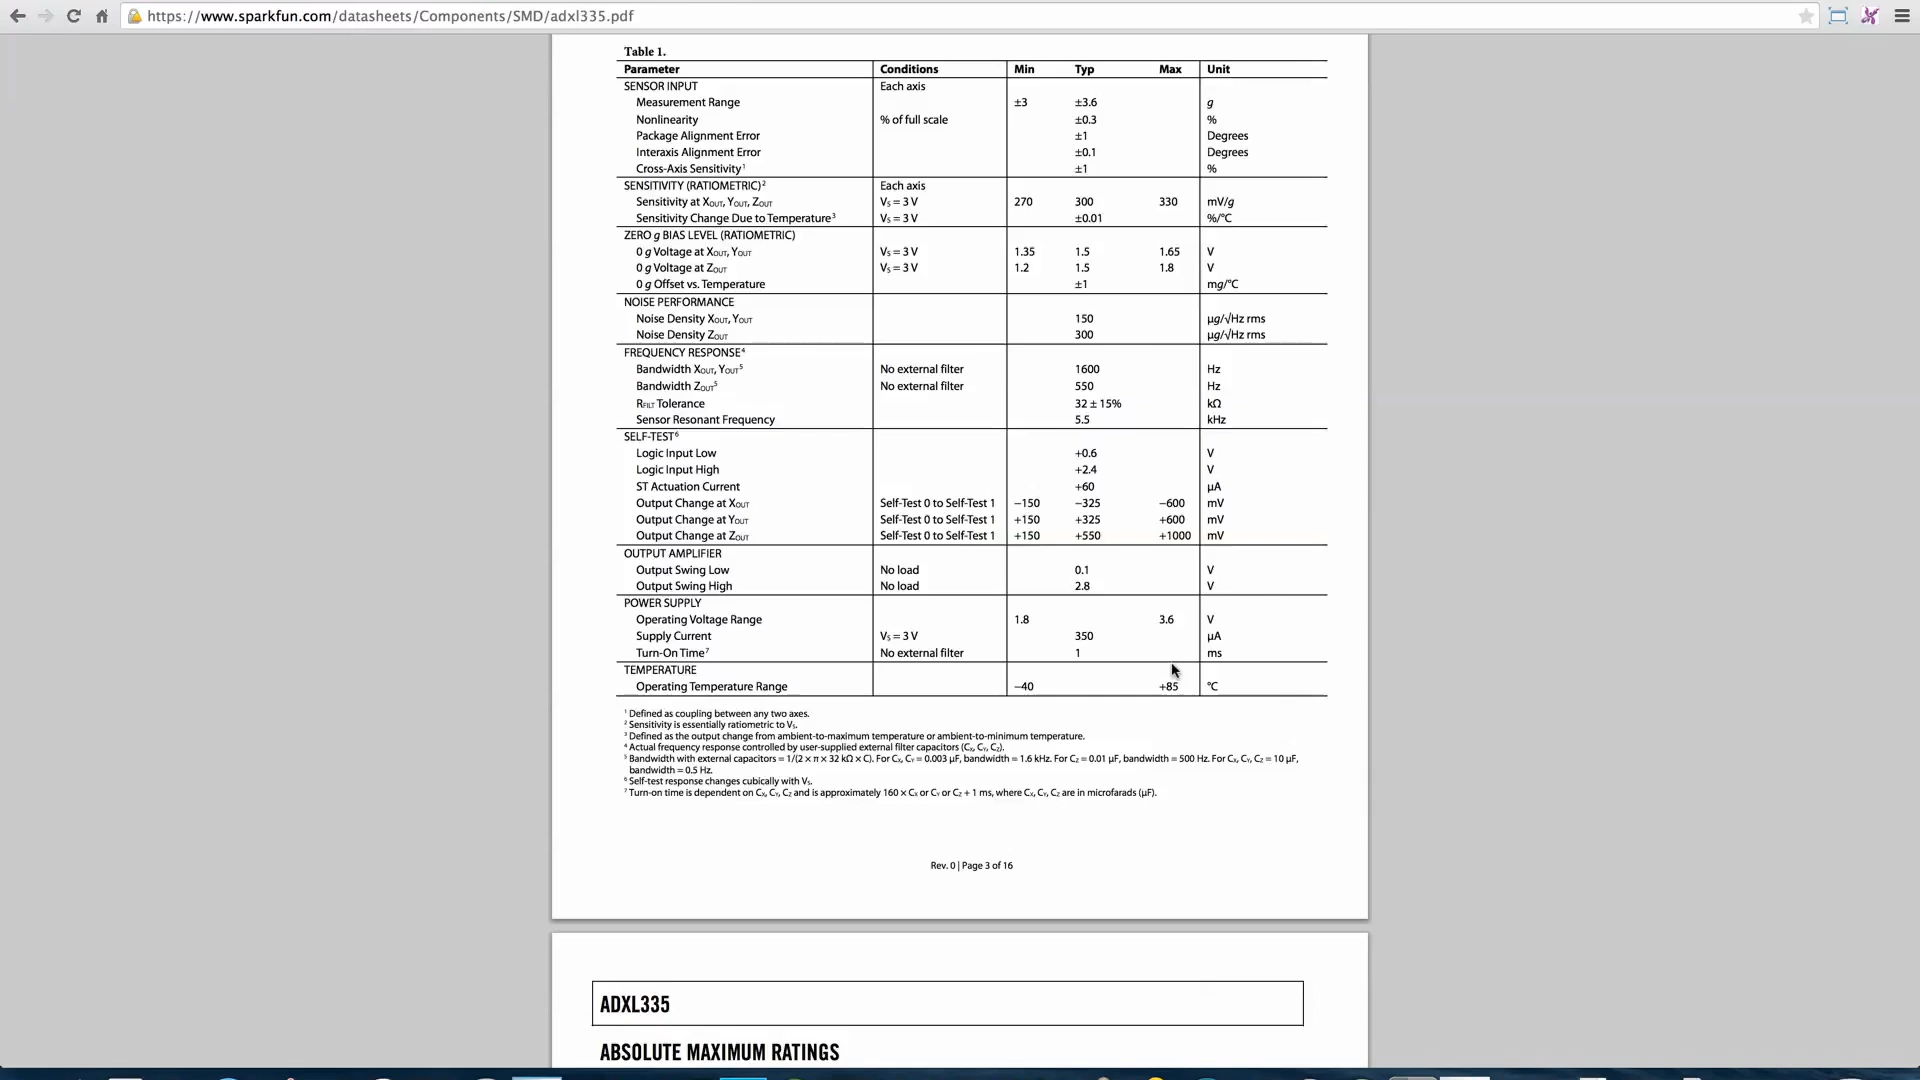 https://www.sparkfun.com/datasheets/Components/SMD/adxl335.pdf
Table 1.
Parameter Conditions Min Typ Max Unit
SENSOR INPUT Each axis
Measurement Range ±3 ±3.6 g
Nonlinearity % of full scale ±0.3 %
Package Alignment Error ±1 Degrees
Interaxis Alignment Error ±0.1 Degrees
Cross-Axis Sensitivity¹ ±1 %
SENSITIVITY (RATIOMETRIC)² Each axis
Sensitivity at XOUT, YOUT, ZOUT VS = 3 V 270 300 330 mV/g
Sensitivity Change Due to Temperature³ VS = 3 V ±0.01 %/°C
ZERO g BIAS LEVEL (RATIOMETRIC)
0 g Voltage at XOUT, YOUT VS = 3 V 1.35 1.5 1.65 V
0 g Voltage at ZOUT VS = 3 V 1.2 1.5 1.8 V
0 g Offset vs. Temperature ±1 mg/°C
NOISE PERFORMANCE
Noise Density XOUT, YOUT 150 µg/√Hz rms
Noise Density ZOUT 300 µg/√Hz rms
FREQUENCY RESPONSE⁴
Bandwidth XOUT, YOUT⁵ No external filter 1600 Hz
Bandwidth ZOUT⁵ No external filter 550 Hz
RFILT Tolerance 32 ± 15% kΩ
Sensor Resonant Frequency 5.5 kHz
SELF-TEST⁶
Logic Input Low +0.6 V
Logic Input High +2.4 V
ST Actuation Current +60 µA
Output Change at XOUT Self-Test 0 to Self-Test 1 −150 −325 −600 mV
Output Change at YOUT Self-Test 0 to Self-Test 1 +150 +325 +600 mV
Output Change at ZOUT Self-Test 0 to Self-Test 1 +150 +550 +1000 mV
OUTPUT AMPLIFIER
Output Swing Low No load 0.1 V
Output Swing High No load 2.8 V
POWER SUPPLY
Operating Voltage Range 1.8 3.6 V
Supply Current VS = 3 V 350 µA
Turn-On Time⁷ No external filter 1 ms
TEMPERATURE
Operating Temperature Range −40 +85 °C
¹ Defined as coupling between any two axes.
² Sensitivity is essentially ratiometric to VS.
³ Defined as the output change from ambient-to-maximum temperature or ambient-to-minimum temperature.
⁴ Actual frequency response controlled by user-supplied external filter capacitors (CX, CY, CZ).
⁵ Bandwidth with external capacitors = 1/(2 × π × 32 kΩ × C). For CX, CY = 0.003 µF, bandwidth = 1.6 kHz. For CZ = 0.01 µF, bandwidth = 500 Hz. For CX, CY, CZ = 10 µF,
bandwidth = 0.5 Hz.
⁶ Self-test response changes cubically with VS.
⁷ Turn-on time is dependent on CX, CY, CZ and is approximately 160 × CX or CY or CZ + 1 ms, where CX, CY, CZ are in microfarads (µF).
Rev. 0 | Page 3 of 16
ADXL335
ABSOLUTE MAXIMUM RATINGS